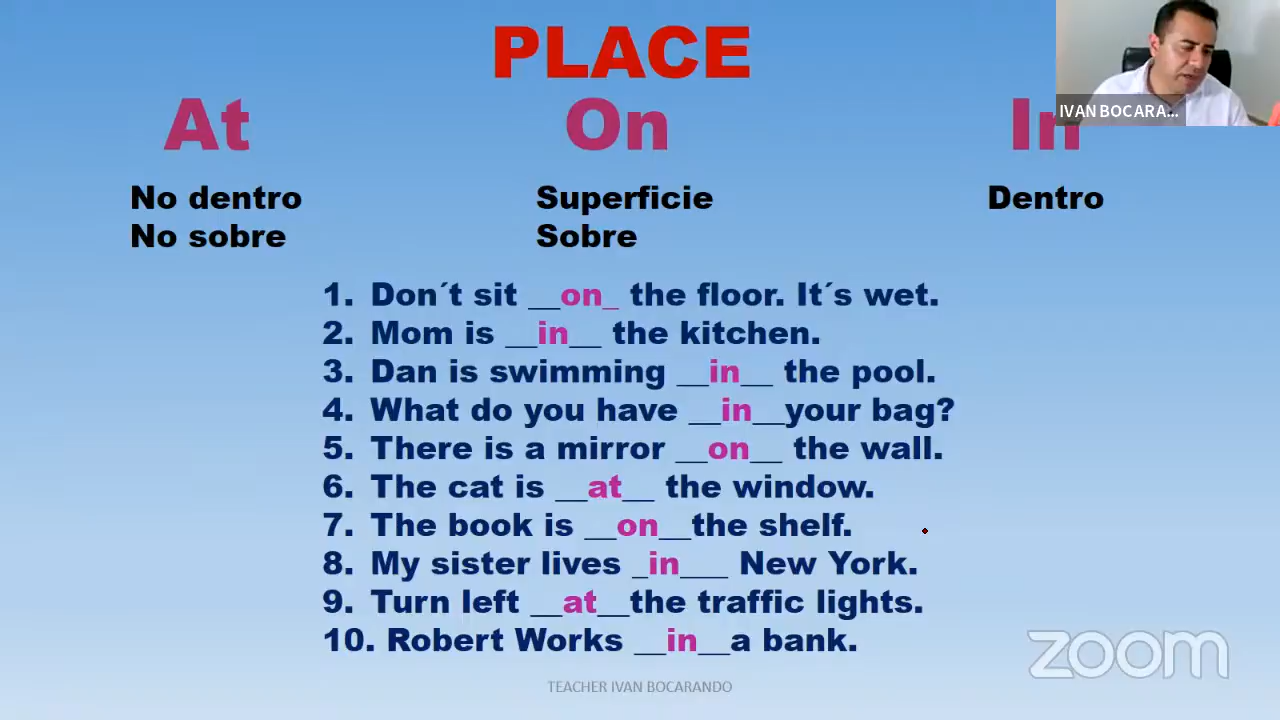 PLACE
At
On
In
IVAN BOCARA...
No dentro
No sobre
Superficie
Sobre
Dentro
1. Don´t sit __on_ the floor. It´s wet.
2. Mom is __in__ the kitchen.
3. Dan is swimming __in__ the pool.
4. What do you have __in__your bag?
5. There is a mirror __on__ the wall.
6. The cat is __at__ the window.
7. The book is __on__the shelf.
8. My sister lives _in___ New York.
9. Turn left __at__the traffic lights.
10. Robert Works __in__a bank.
zoom
TEACHER IVAN BOCARANDO